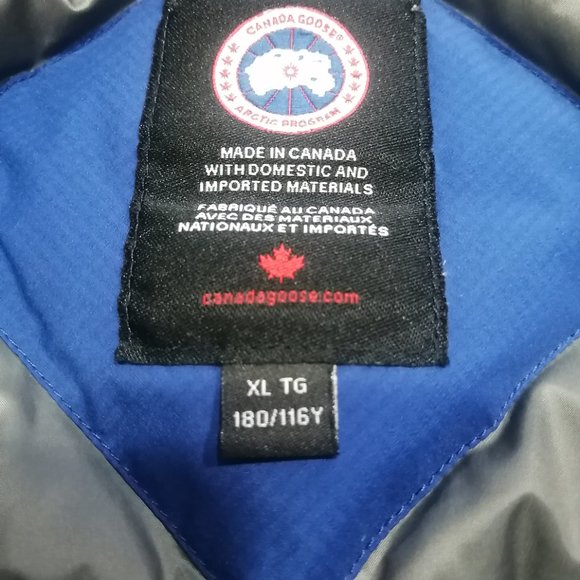 CANADA GOOSE®
ARCTIC PROGRAM
MADE IN CANADA
WITH DOMESTIC AND
IMPORTED MATERIALS
FABRIQUÉ AU CANADA
AVEC DES MATERIAUX
NATIONAUX ET IMPORTÉS
canadagoose.com
XL TG
180/116Y